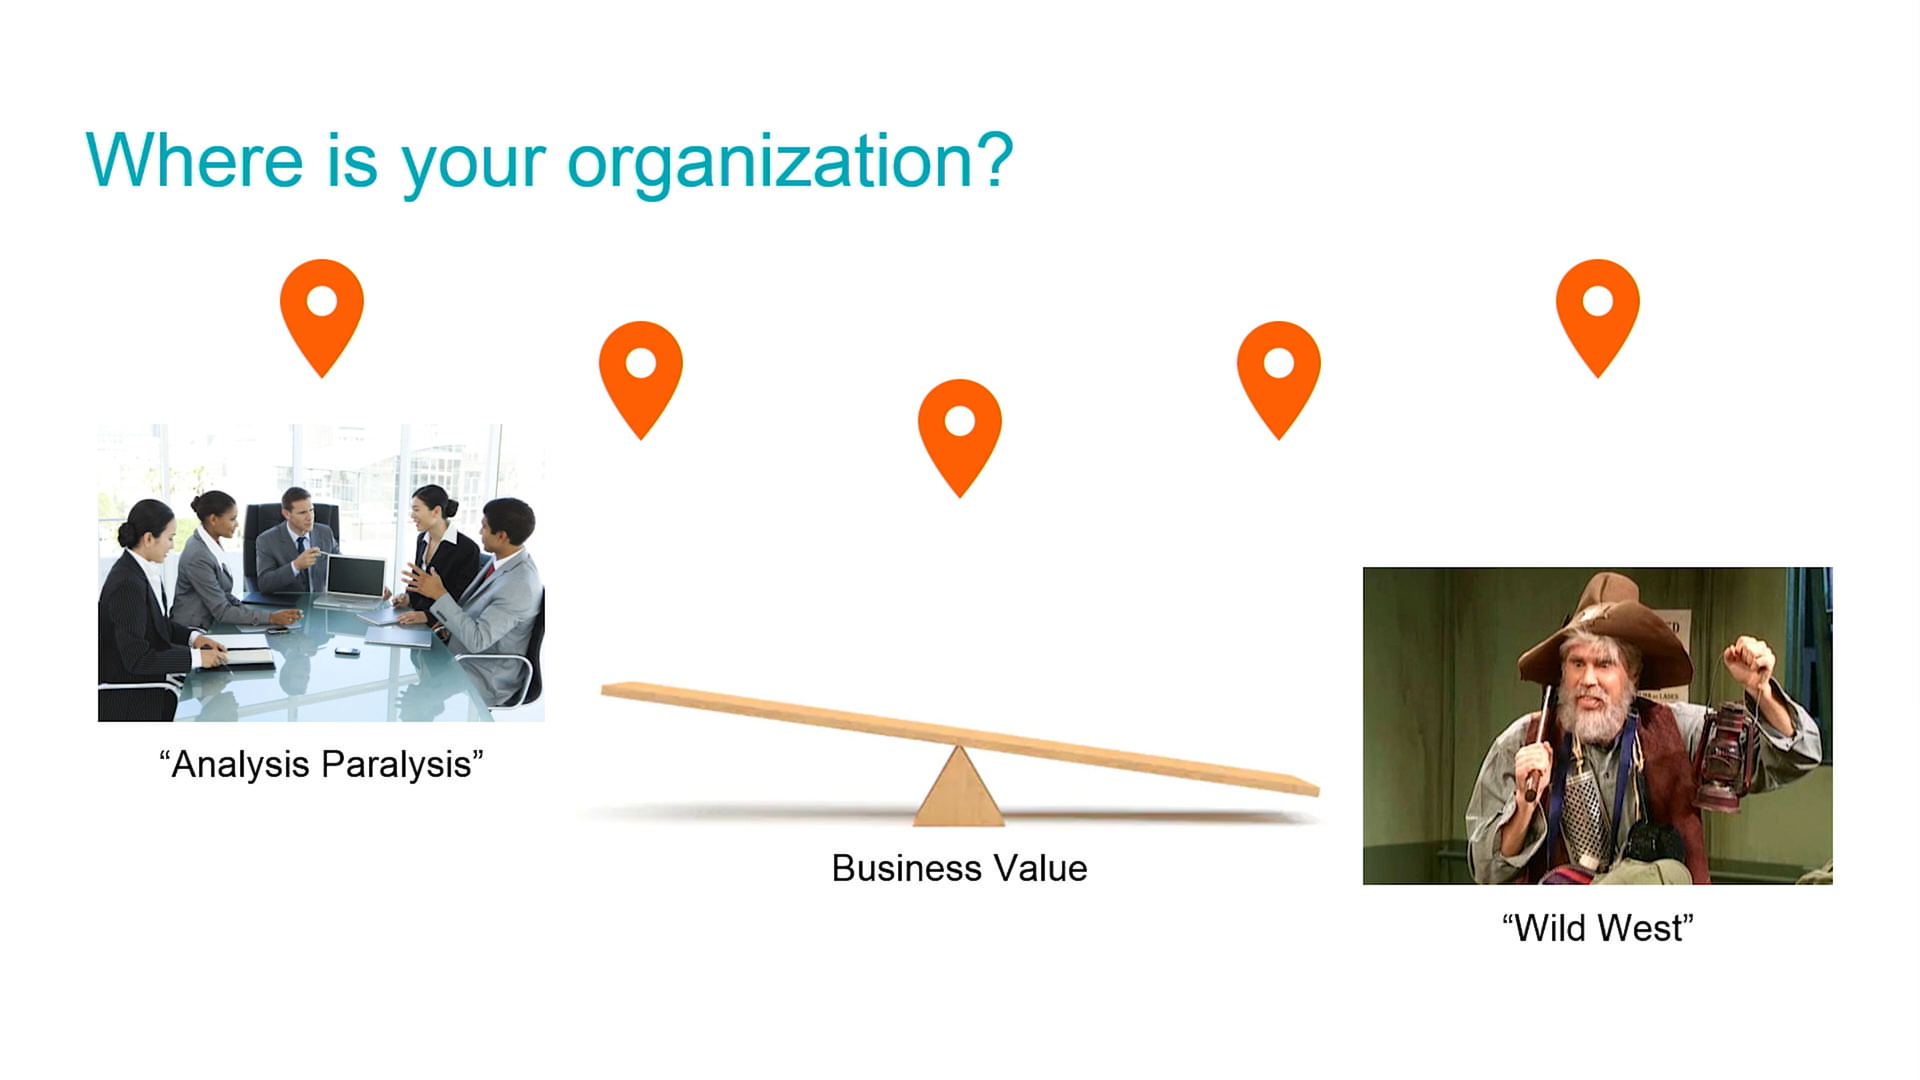 Where is your organization?
“Analysis Paralysis”
Business Value
“Wild West”